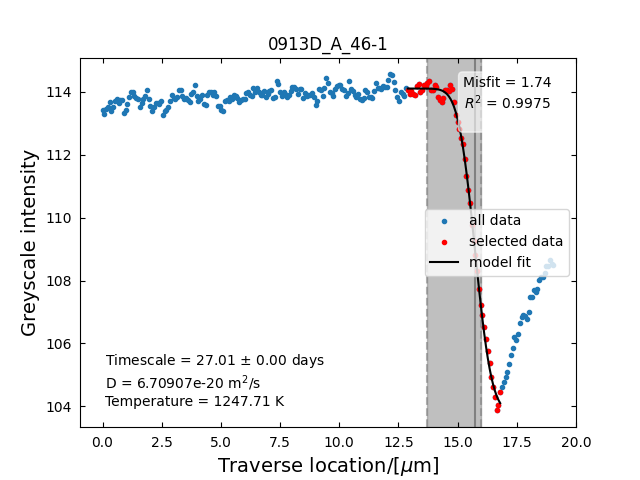 0913D_A_46-1
Misfit = 1.74
R² = 0.9975
114
112
110
108
106
104
Greyscale intensity
all data
selected data
model fit
Timescale = 27.01 ± 0.00 days
D = 6.70907e-20 m²/s
Temperature = 1247.71 K
0.0 2.5 5.0 7.5 10.0 12.5 15.0 17.5 20.0
Traverse location/[μm]